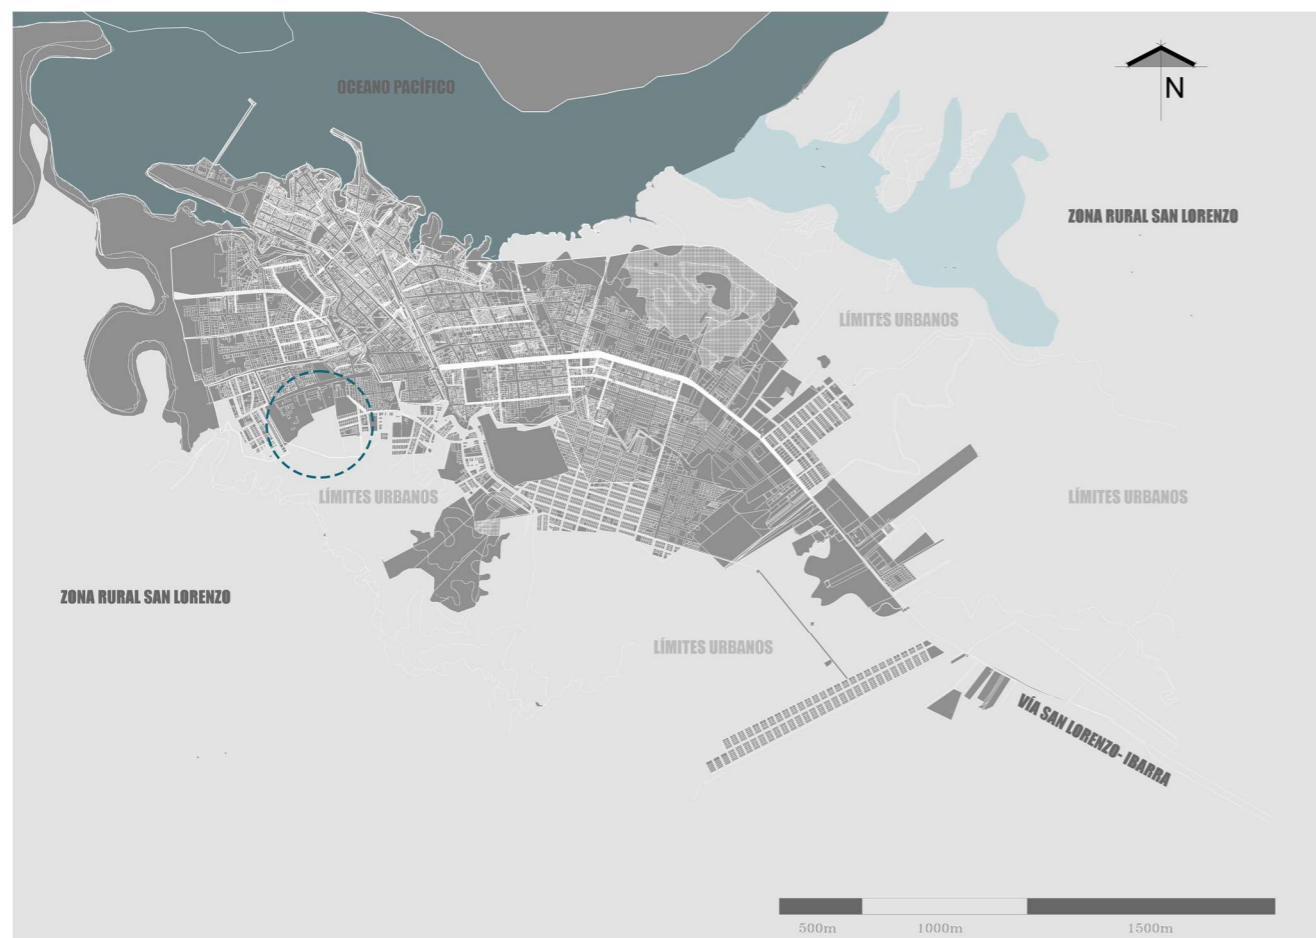 OCEANO PACÍFICO
N
ZONA RURAL SAN LORENZO
LÍMITES URBANOS
LÍMITES URBANOS
LÍMITES URBANOS
ZONA RURAL SAN LORENZO
LÍMITES URBANOS
VÍA SAN LORENZO- IBARRA
500m
1000m
1500m